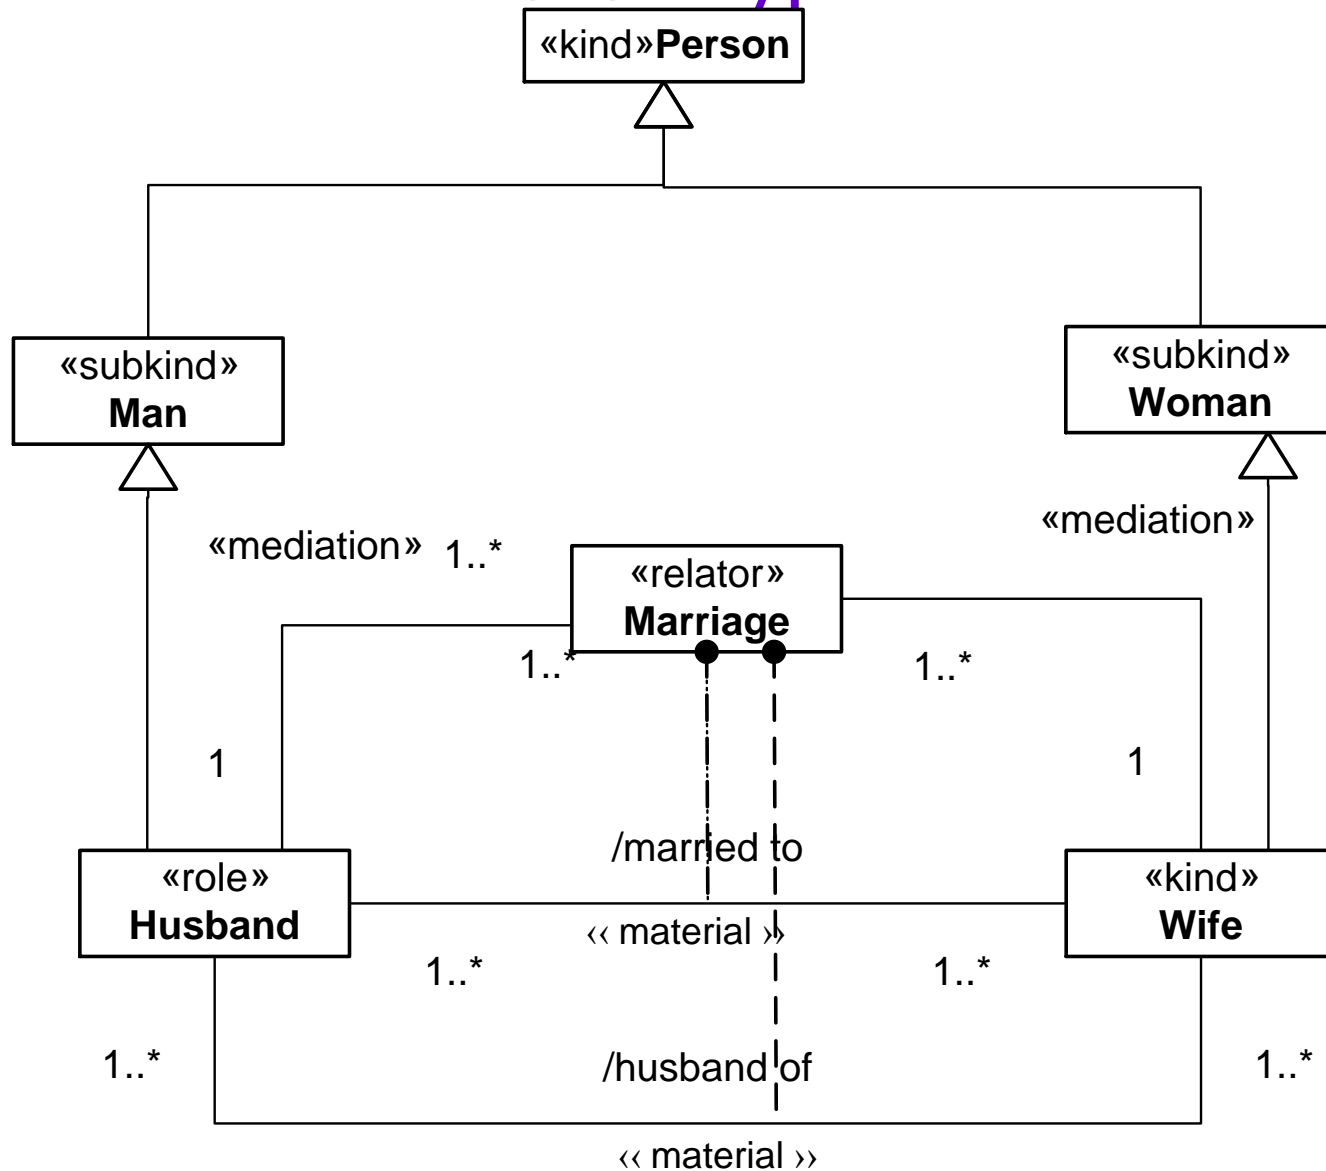 «kind»Person
«subkind»
Man
«subkind»
Woman
«mediation»
1..*
«mediation»
«relator»
Marriage
1..*
1..*
1
1
/married to
«role»
Husband
«kind»
Wife
‹‹ material ››
1..*
1..*
1..*
/husband of
1..*
‹‹ material ››